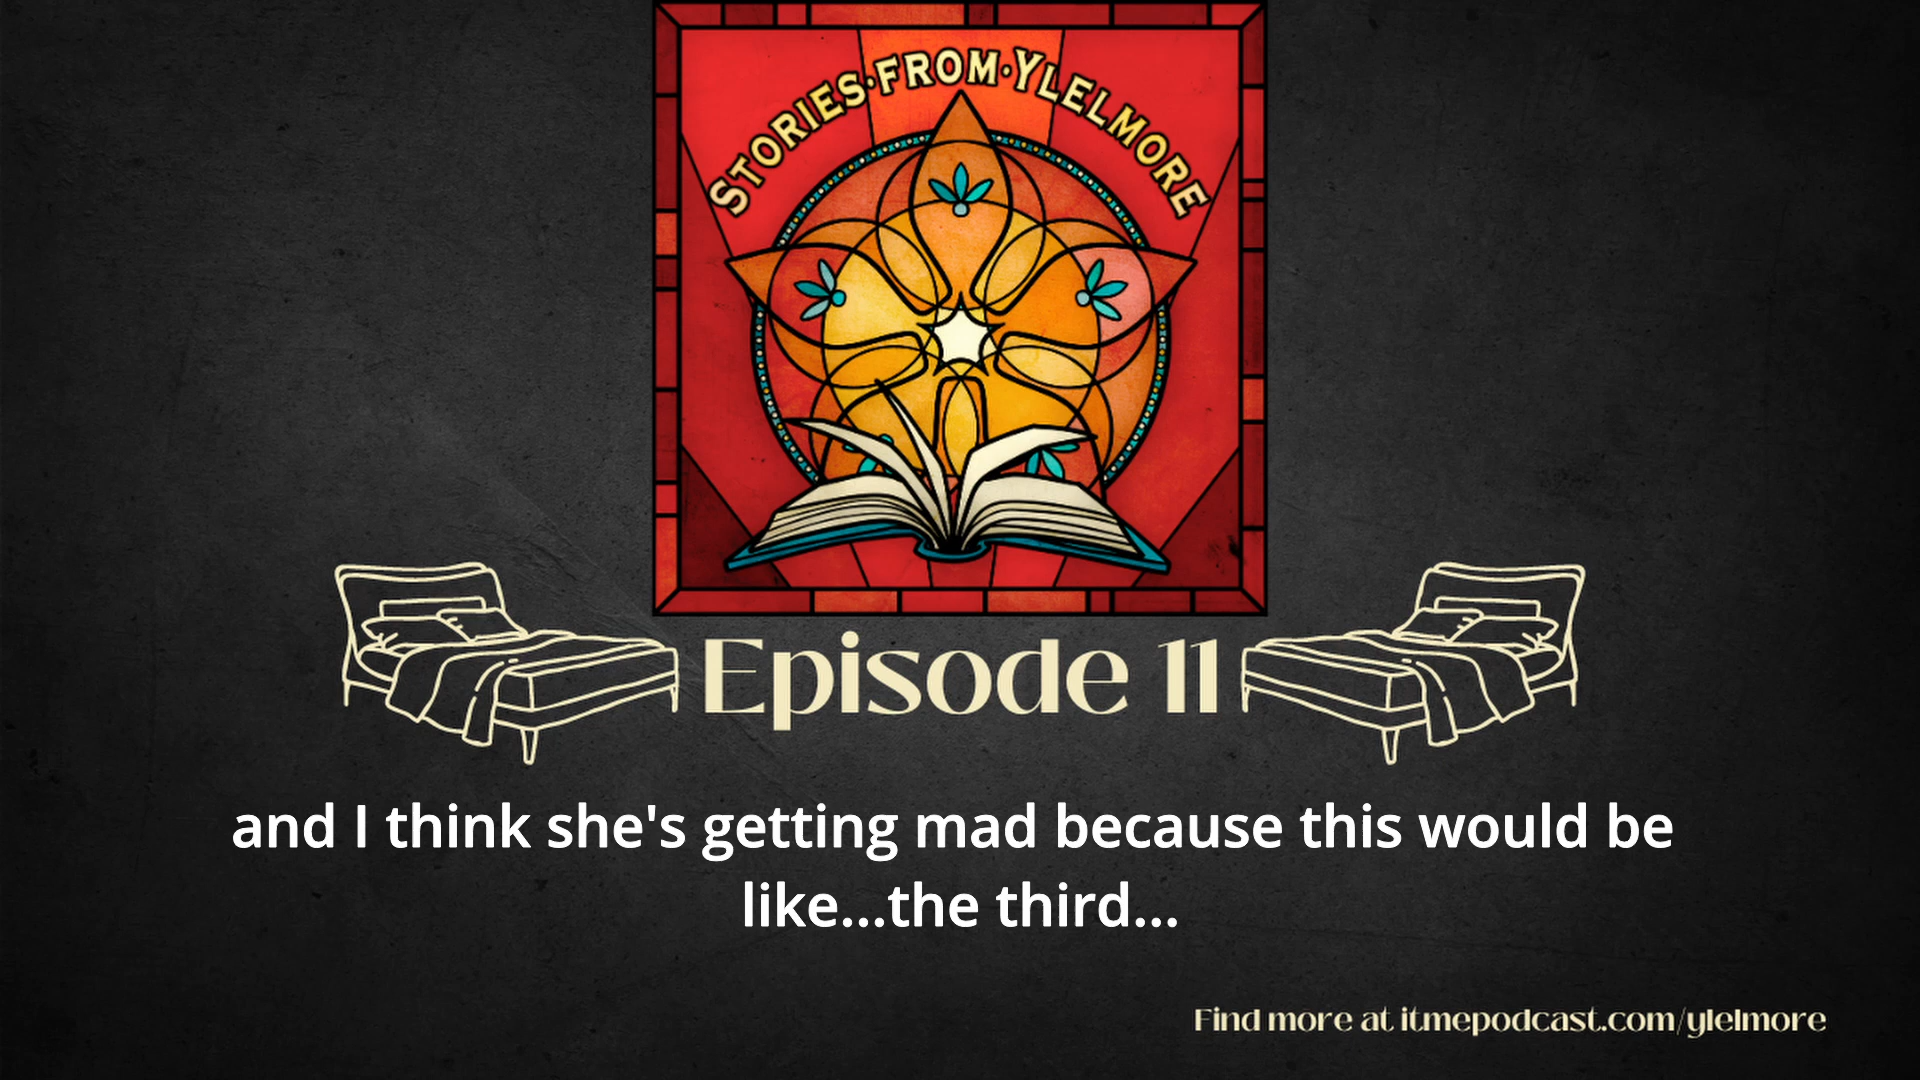 STORIES·FROM·YLELMORE
Episode 11
and I think she's getting mad because this would be
like...the third...
Find more at itmepodcast.com/ylelmore